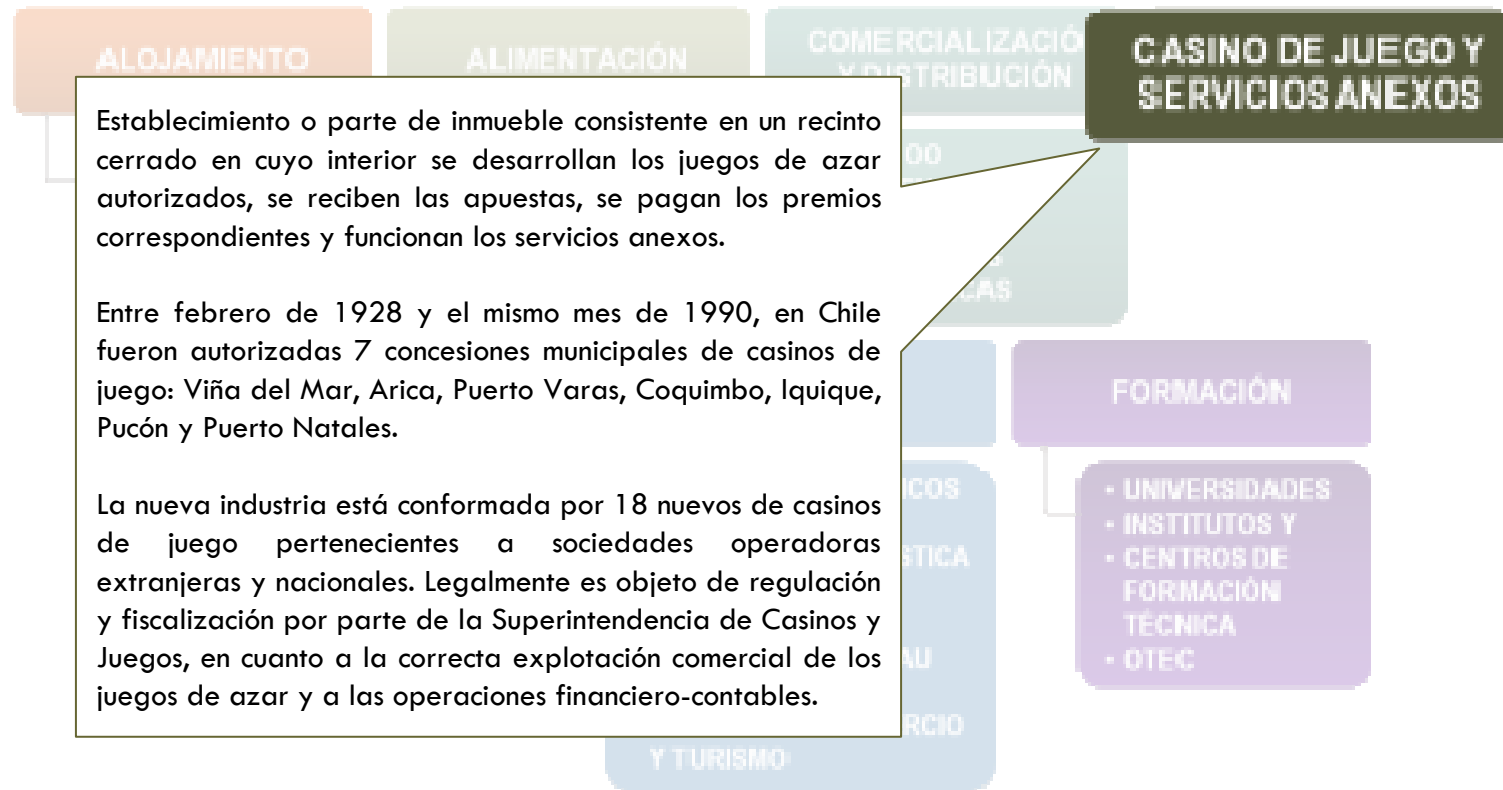 ALOJAMIENTO
ALIMENTACIÓN
COMERCIALIZACIÓ
Y DISTRIBUCIÓN
CASINO DE JUEGO Y
SERVICIOS ANEXOS
Establecimiento o parte de inmueble consistente en un recinto
cerrado en cuyo interior se desarrollan los juegos de azar
autorizados, se reciben las apuestas, se pagan los premios
correspondientes y funcionan los servicios anexos.
Entre febrero de 1928 y el mismo mes de 1990, en Chile
fueron autorizadas 7 concesiones municipales de casinos de
juego: Viña del Mar, Arica, Puerto Varas, Coquimbo, Iquique,
Pucón y Puerto Natales.
La nueva industria está conformada por 18 nuevos de casinos
de juego pertenecientes a sociedades operadoras
extranjeras y nacionales. Legalmente es objeto de regulación
y fiscalización por parte de la Superintendencia de Casinos y
Juegos, en cuanto a la correcta explotación comercial de los
juegos de azar y a las operaciones financiero-contables.
ICOS
STICA
AU
RCIO
Y TURISMO
FORMACIÓN
• UNIVERSIDADES
• INSTITUTOS Y
• CENTROS DE
FORMACIÓN
TÉCNICA
• OTEC